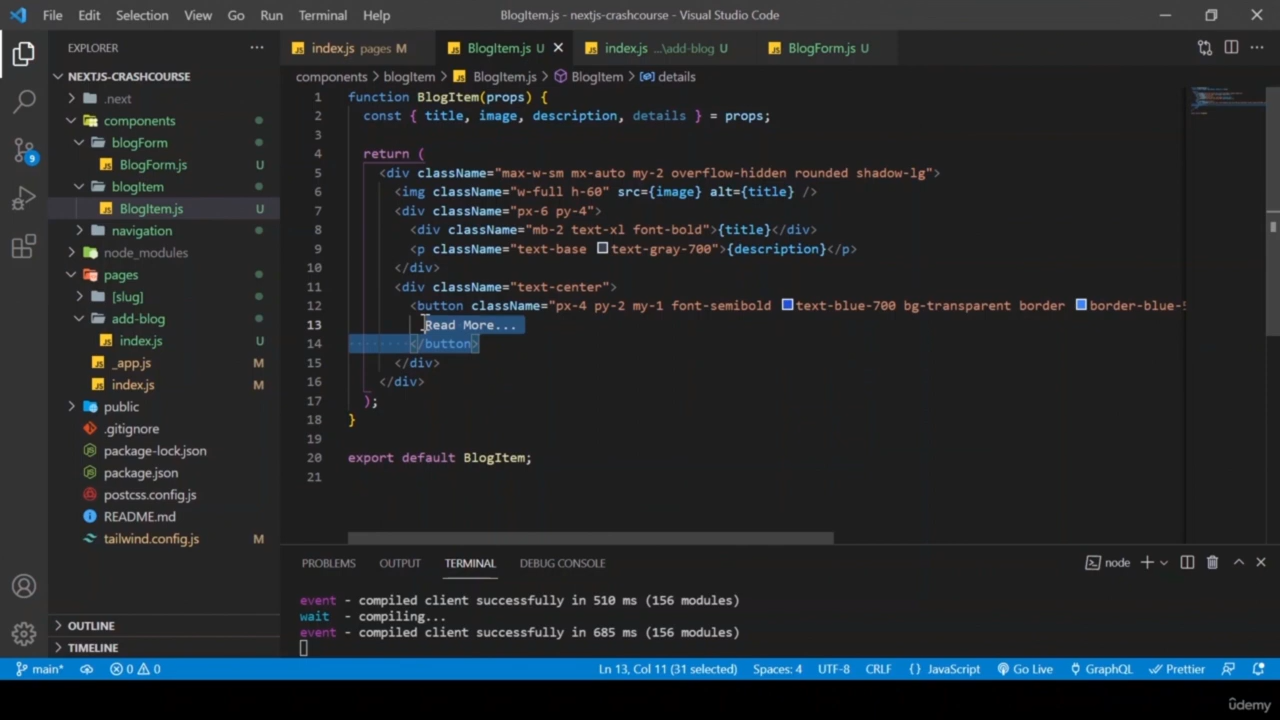 File Edit Selection View Go Run Terminal Help
BlogItem.js - nextjs-crashcourse - Visual Studio Code
EXPLORER
NEXTJS-CRASHCOURSE
.next
components
blogForm
BlogForm.js U
blogItem
BlogItem.js U
navigation
node_modules
pages
[slug]
add-blog
index.js U
_app.js M
index.js M
public
.gitignore
package-lock.json
package.json
postcss.config.js
README.md
tailwind.config.js M
OUTLINE
TIMELINE
9
index.js pages M
BlogItem.js U
index.js ...\add-blog U
BlogForm.js U
components > blogItem > BlogItem.js > BlogItem > details
1 function BlogItem(props) {
2 const { title, image, description, details } = props;
3
4 return (
5 <div className="max-w-sm mx-auto my-2 overflow-hidden rounded shadow-lg">
6 <img className="w-full h-60" src={image} alt={title} />
7 <div className="px-6 py-4">
8 <div className="mb-2 text-xl font-bold">{title}</div>
9 <p className="text-base text-gray-700">{description}</p>
10 </div>
11 <div className="text-center">
12 <button className="px-4 py-2 my-1 font-semibold text-blue-700 bg-transparent border border-blue-5
13 Read More...
14 </button>
15 </div>
16 </div>
17 );
18 }
19
20 export default BlogItem;
21
PROBLEMS OUTPUT TERMINAL DEBUG CONSOLE
node
event - compiled client successfully in 510 ms (156 modules)
wait - compiling...
event - compiled client successfully in 685 ms (156 modules)
main* 0 0 Ln 13, Col 11 (31 selected) Spaces: 4 UTF-8 CRLF {} JavaScript Go Live GraphQL Prettier
ûdemy